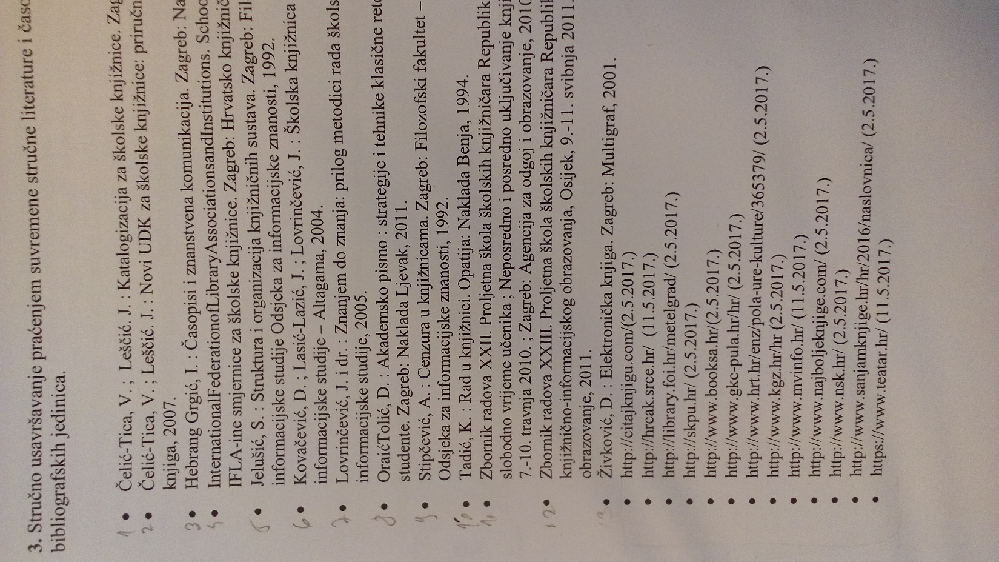 3. Stručno usavršavanje praćenjem suvremene stručne literature i časo
bibliografskih jedinica.
1 • Čelić-Tica, V. ; Leščić. J. : Katalogizacija za školske knjižnice. Zag
2 • Čelić-Tica, V. ; Leščić. J. : Novi UDK za školske knjižnice: priručn
knjiga, 2007.
3 • Hebrang Grgić, I. : Časopisi i znanstvena komunikacija. Zagreb: Na
4 • InternationalFederationofLibraryAssociationsandInstitutions. Schoo
IFLA-ine smjernice za školske knjižnice. Zagreb: Hrvatsko knjižnič
5 • Jelušić, S. : Struktura i organizacija knjižničnih sustava. Zagreb: Fil
informacijske studije Odsjeka za informacijske znanosti, 1992.
6 • Kovačević, D. ; Lasić-Lazić, J. ; Lovrinčević, J. : Školska knjižnica
informacijske studije – Altagama, 2004.
7 • Lovrinčević, J. i dr. : Znanjem do znanja: prilog metodici rada škols
informacijske studije, 2005.
8 • OraićTolić, D. : Akademsko pismo : strategije i tehnike klasične reto
studente. Zagreb: Naklada Ljevak, 2011.
9 • Stipčević, A. : Cenzura u knjižnicama. Zagreb: Filozofski fakultet –
Odsjeka za informacijske znanosti, 1992.
10 • Tadić, K. : Rad u knjižnici. Opatija: Naklada Benja, 1994.
• Zbornik radova XXII. Proljetna škola školskih knjižničara Republik
slobodno vrijeme učenika ; Neposredno i posredno uključivanje knji
7.-10. travnja 2010. ; Zagreb: Agencija za odgoj i obrazovanje, 2010
12 • Zbornik radova XXIII. Proljetna škola školskih knjižničara Republik
knjižnično-informacijskog obrazovanja, Osijek, 9.-11. svibnja 2011.
obrazovanje, 2011.
13 • Živković, D. : Elektronička knjiga. Zagreb: Multigraf, 2001.
• http://citajknjigu.com/(2.5.2017.)
• http://hrcak.srce.hr/ (11.5.2017.)
• http://library.foi.hr/metelgrad/ (2.5.2017.)
• http://skpu.hr/ (2.5.2017.)
• http://www.booksa.hr/(2.5.2017.)
• http://www.gkc-pula.hr/hr/ (2.5.2017.)
• http://www.hrt.hr/enz/pola-ure-kulture/365379/ (2.5.2017.)
• http://www.kgz.hr/hr (2.5.2017.)
• http://www.mvinfo.hr/ (11.5.2017.)
• http://www.najboljeknjige.com/ (2.5.2017.)
• http://www.nsk.hr/ (2.5.2017.)
• http://www.sanjamknjige.hr/hr/2016/naslovnica/ (2.5.2017.)
• https://www.teatar.hr/ (11.5.2017.)